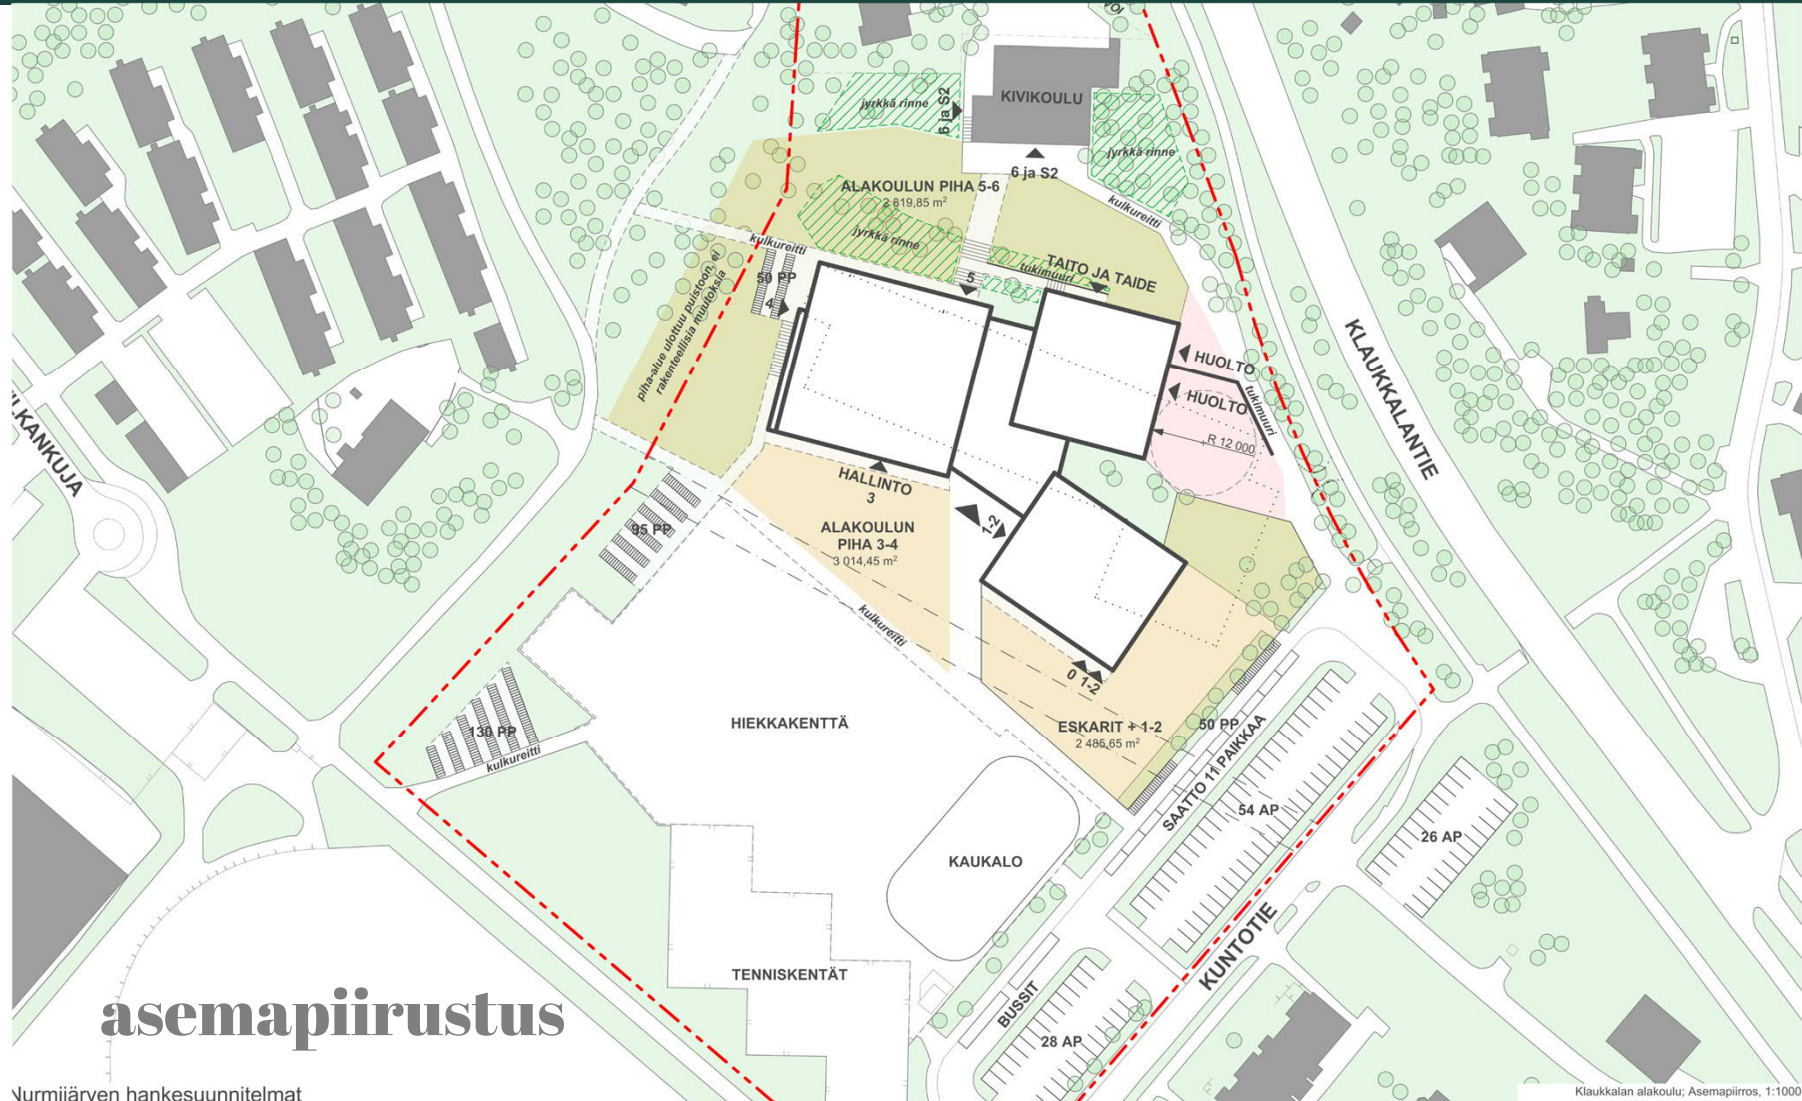 KIVIKOULU
jyrkkä rinne
6 ja S2
jyrkkä rinne
6 ja S2
ALAKOULUN PIHA 5-6
2 819,85 m²
kulkureitti
jyrkkä rinne
kulkureitti
TAITO JA TAIDE
tukimuuri
50 PP
5
4
piha-alue ulottuu puistoon, ei
rakenteellisia muutoksia
HUOLTO
HUOLTO
tukimuuri
R 12 000
KLAUKKALANTIE
HALLINTO
3
ALAKOULUN
PIHA 3-4
3 014,45 m²
1-2
95 PP
kulkureitti
0 1-2
HIEKKAKENTTÄ
ESKARIT + 1-2
2 485,65 m²
50 PP
SAATTO 11 PAIKKAA
130 PP
kulkureitti
54 AP
26 AP
KAUKALO
KUNTOTIE
TENNISKENTÄT
BUSSIT
28 AP
asemapiirustus
Nurmijärven hankesuunnitelmat
Klaukkalan alakoulu; Asemapiirros, 1:1000